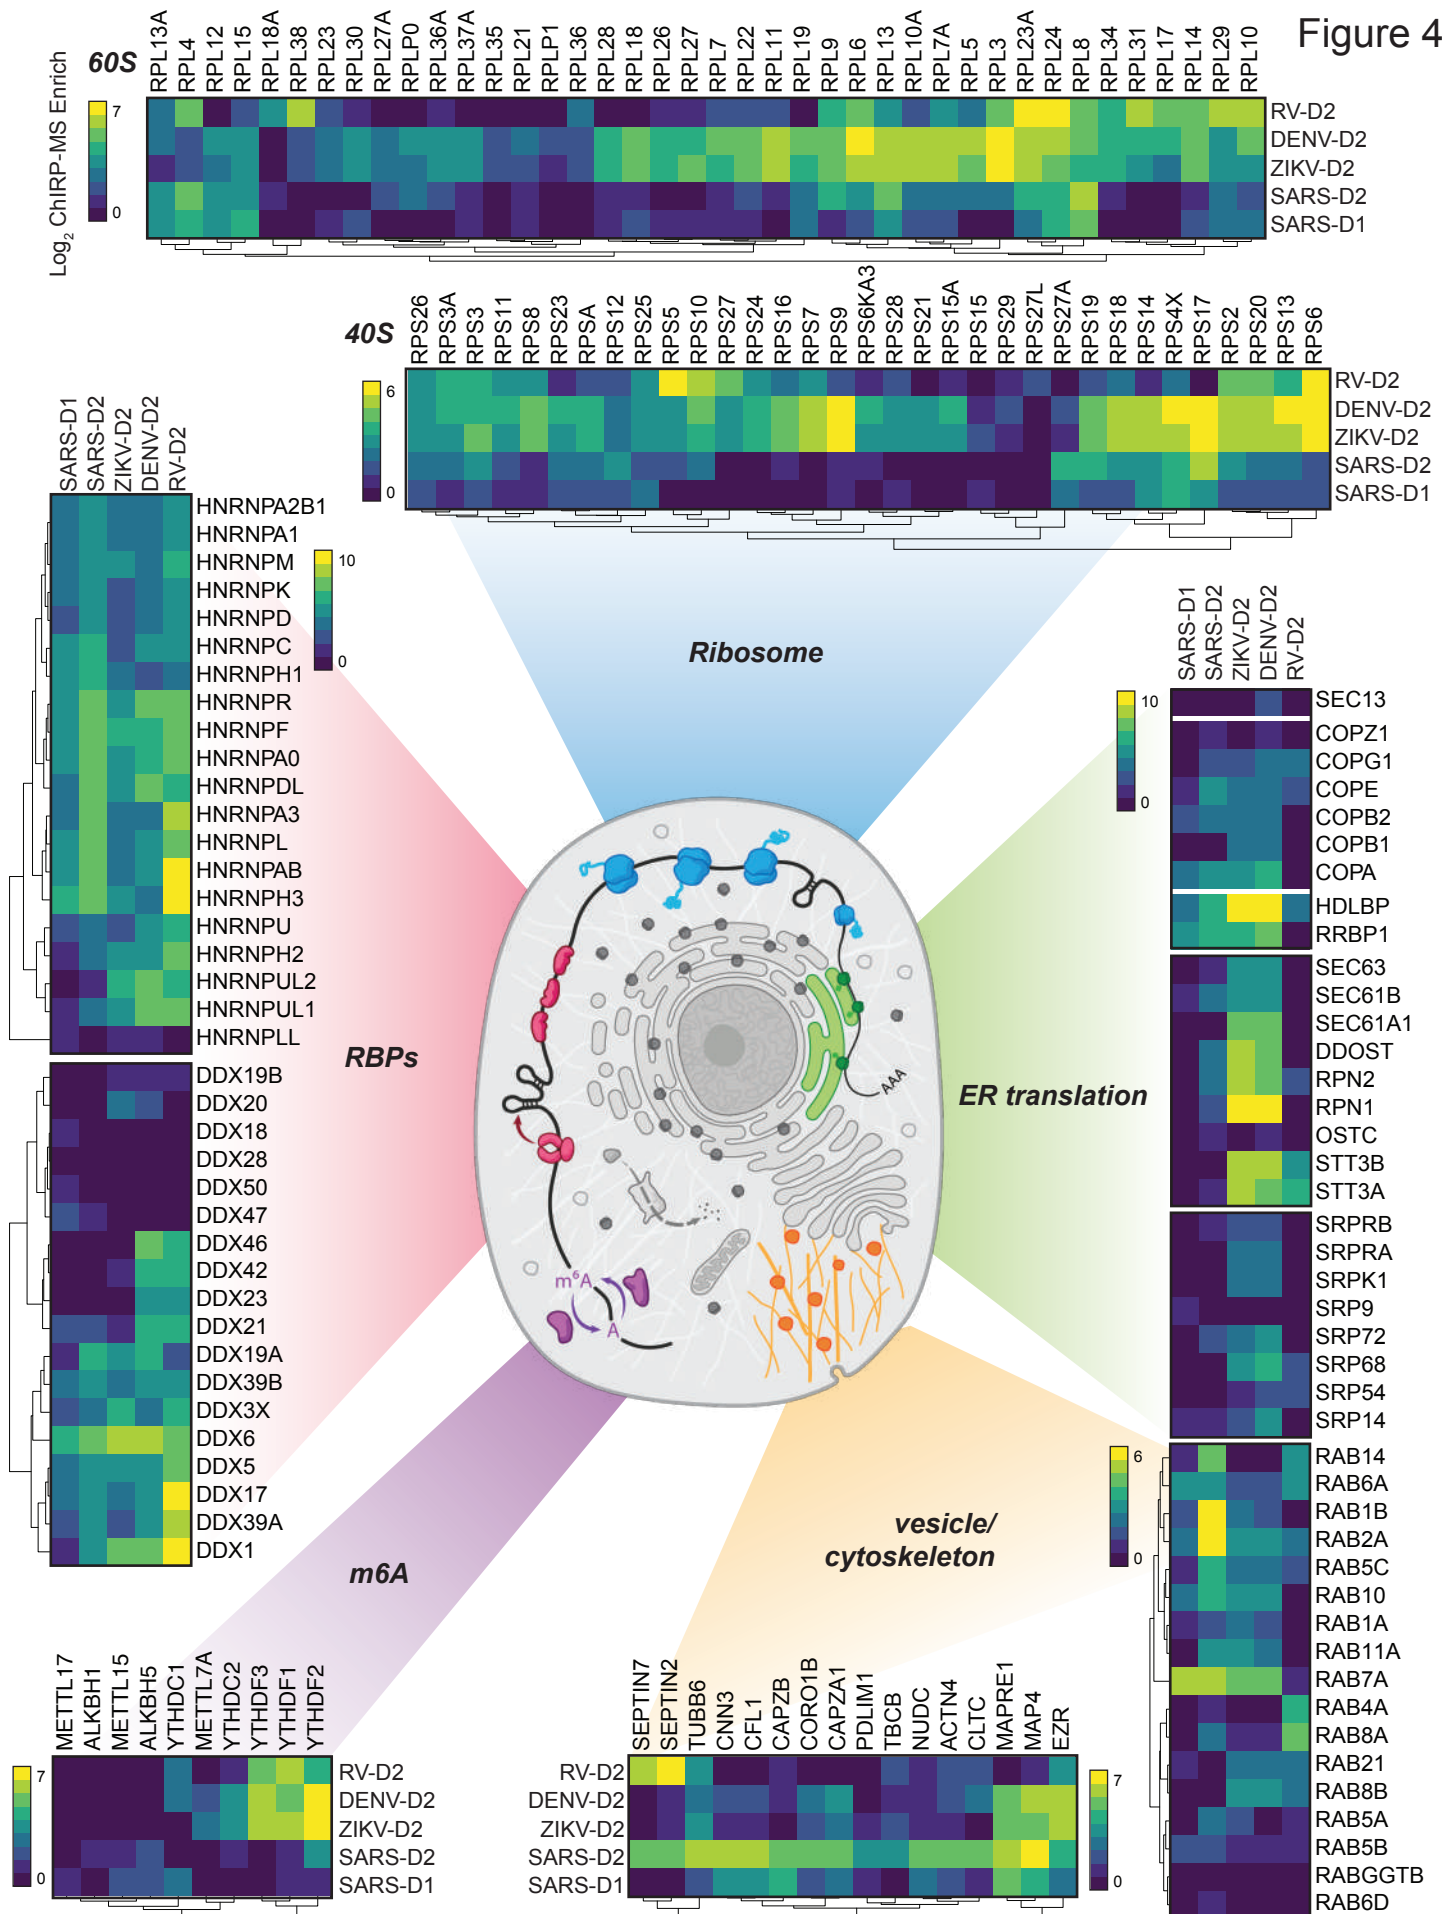 Figure 4
60S
Log2 ChIRP-MS Enrich
7
0
RPL13A
RPL4
RPL12
RPL15
RPL18A
RPL38
RPL23
RPL30
RPL27A
RPLP0
RPL36A
RPL37A
RPL35
RPL21
RPLP1
RPL36
RPL28
RPL18
RPL26
RPL27
RPL7
RPL22
RPL11
RPL19
RPL9
RPL6
RPL13
RPL10A
RPL7A
RPL5
RPL3
RPL23A
RPL24
RPL8
RPL34
RPL31
RPL17
RPL14
RPL29
RPL10
RV-D2
DENV-D2
ZIKV-D2
SARS-D2
SARS-D1
40S
6
0
RPS26
RPS3A
RPS3
RPS11
RPS8
RPS23
RPSA
RPS12
RPS25
RPS5
RPS10
RPS27
RPS24
RPS16
RPS7
RPS9
RPS6KA3
RPS28
RPS21
RPS15A
RPS15
RPS29
RPS27L
RPS27A
RPS19
RPS18
RPS14
RPS4X
RPS17
RPS2
RPS20
RPS13
RPS6
RV-D2
DENV-D2
ZIKV-D2
SARS-D2
SARS-D1
SARS-D1
SARS-D2
ZIKV-D2
DENV-D2
RV-D2
HNRNPA2B1
HNRNPA1
HNRNPM
HNRNPK
HNRNPD
HNRNPC
HNRNPH1
HNRNPR
HNRNPF
HNRNPA0
HNRNPDL
HNRNPA3
HNRNPL
HNRNPAB
HNRNPH3
HNRNPU
HNRNPH2
HNRNPUL2
HNRNPUL1
HNRNPLL
10
0
DDX19B
DDX20
DDX18
DDX28
DDX50
DDX47
DDX46
DDX42
DDX23
DDX21
DDX19A
DDX39B
DDX3X
DDX6
DDX5
DDX17
DDX39A
DDX1
Ribosome
RBPs
ER translation
vesicle/
cytoskeleton
m6A
AAA
m6A
A
SARS-D1
SARS-D2
ZIKV-D2
DENV-D2
RV-D2
10
0
SEC13
COPZ1
COPG1
COPE
COPB2
COPB1
COPA
HDLBP
RRBP1
SEC63
SEC61B
SEC61A1
DDOST
RPN2
RPN1
OSTC
STT3B
STT3A
SRPRB
SRPRA
SRPK1
SRP9
SRP72
SRP68
SRP54
SRP14
6
0
RAB14
RAB6A
RAB1B
RAB2A
RAB5C
RAB10
RAB1A
RAB11A
RAB7A
RAB4A
RAB8A
RAB21
RAB8B
RAB5A
RAB5B
RABGGTB
RAB6D
METTL17
ALKBH1
METTL15
ALKBH5
YTHDC1
METTL7A
YTHDC2
YTHDF3
YTHDF1
YTHDF2
7
0
RV-D2
DENV-D2
ZIKV-D2
SARS-D2
SARS-D1
SEPTIN7
SEPTIN2
TUBB6
CNN3
CFL1
CAPZB
CORO1B
CAPZA1
PDLIM1
TBCB
NUDC
ACTN4
CLTC
MAPRE1
MAP4
EZR
RV-D2
DENV-D2
ZIKV-D2
SARS-D2
SARS-D1
7
0